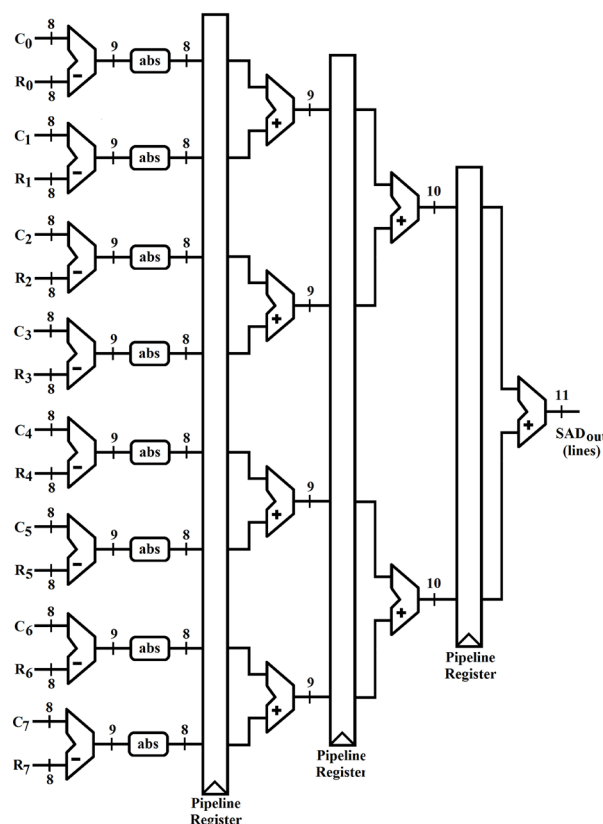 8
C0
9 abs 8
R0
8
8
C1
9 abs 8
R1
8
9
8
C2
9 abs 8
R2
8
8
C3
9 abs 8
R3
8
9
10
8
C4
9 abs 8
R4
8
8
C5
9 abs 8
R5
8
9
8
C6
9 abs 8
R6
8
8
C7
9 abs 8
R7
8
9
10
11
SADout
(lines)
Pipeline
Register
Pipeline
Register
Pipeline
Register